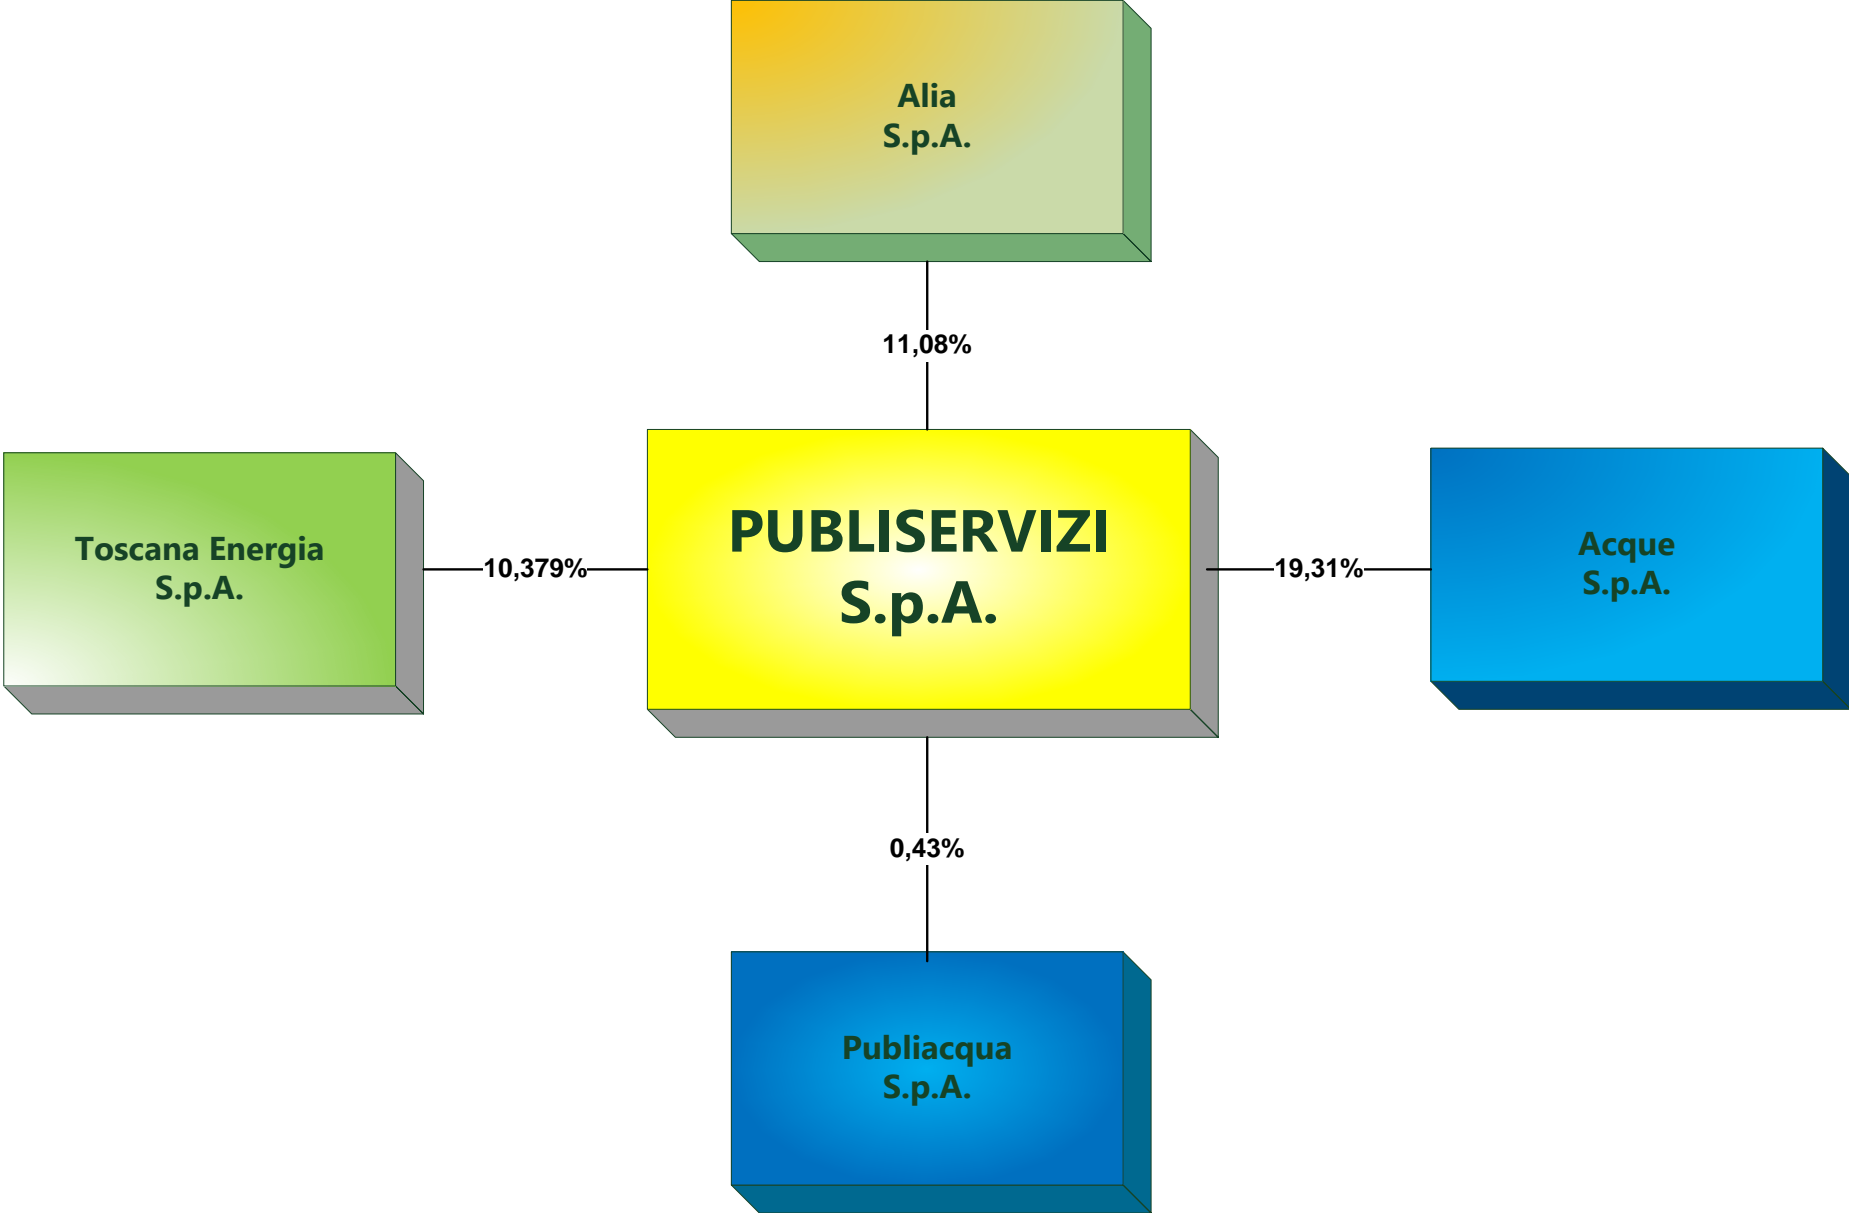 Alia
S.p.A.
11,08%
Toscana Energia
S.p.A.
10,379%
PUBLISERVIZI
S.p.A.
19,31%
Acque
S.p.A.
0,43%
Publiacqua
S.p.A.